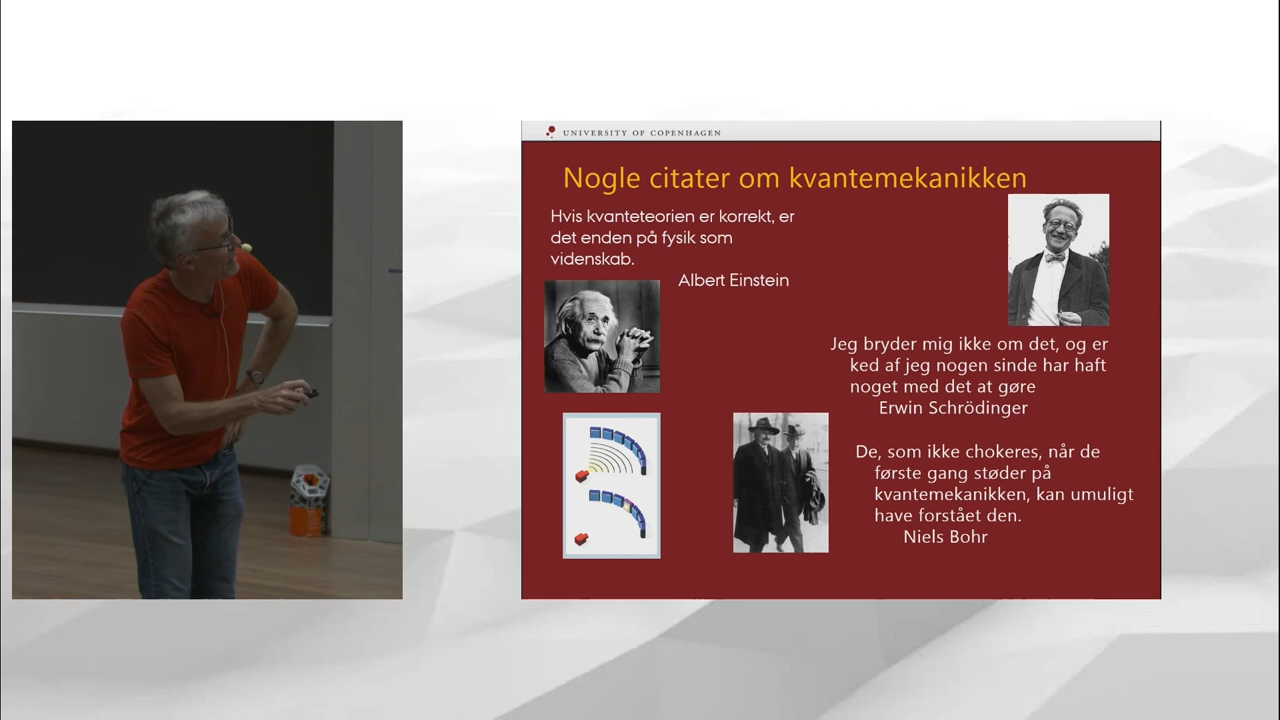 UNIVERSITY OF COPENHAGEN
Nogle citater om kvantemekanikken
Hvis kvanteteorien er korrekt, er
det enden på fysik som
videnskab.
Albert Einstein
Jeg bryder mig ikke om det, og er
ked af jeg nogen sinde har haft
noget med det at gøre
Erwin Schrödinger
De, som ikke chokeres, når de
første gang støder på
kvantemekanikken, kan umuligt
have forstået den.
Niels Bohr